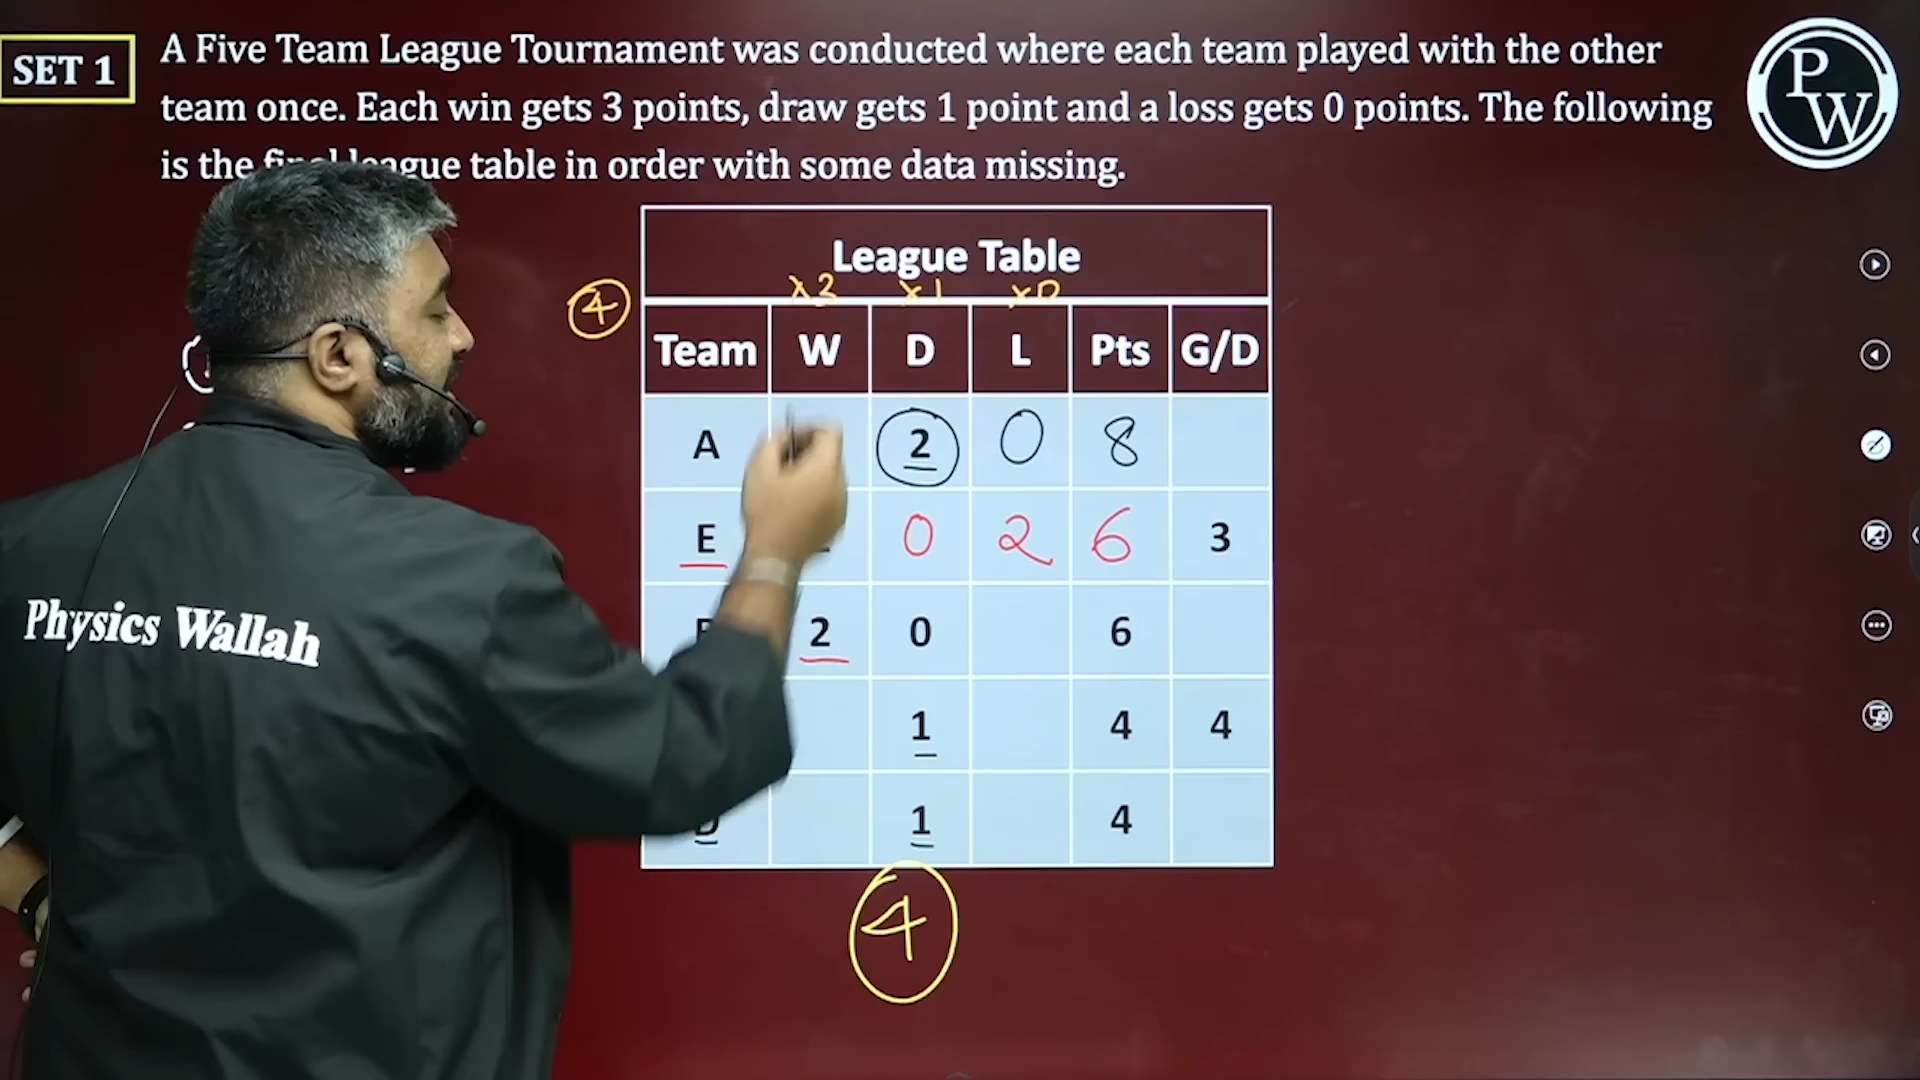 SET 1
A Five Team League Tournament was conducted where each team played with the other
team once. Each win gets 3 points, draw gets 1 point and a loss gets 0 points. The following
is the final league table in order with some data missing.
PW
League Table
4
×3 ×1 ×0
Team W D L Pts G/D
A 2 0 8
E 0 2 6 3
2 0 6
1 4 4
D 1 4
4
Physics Wallah